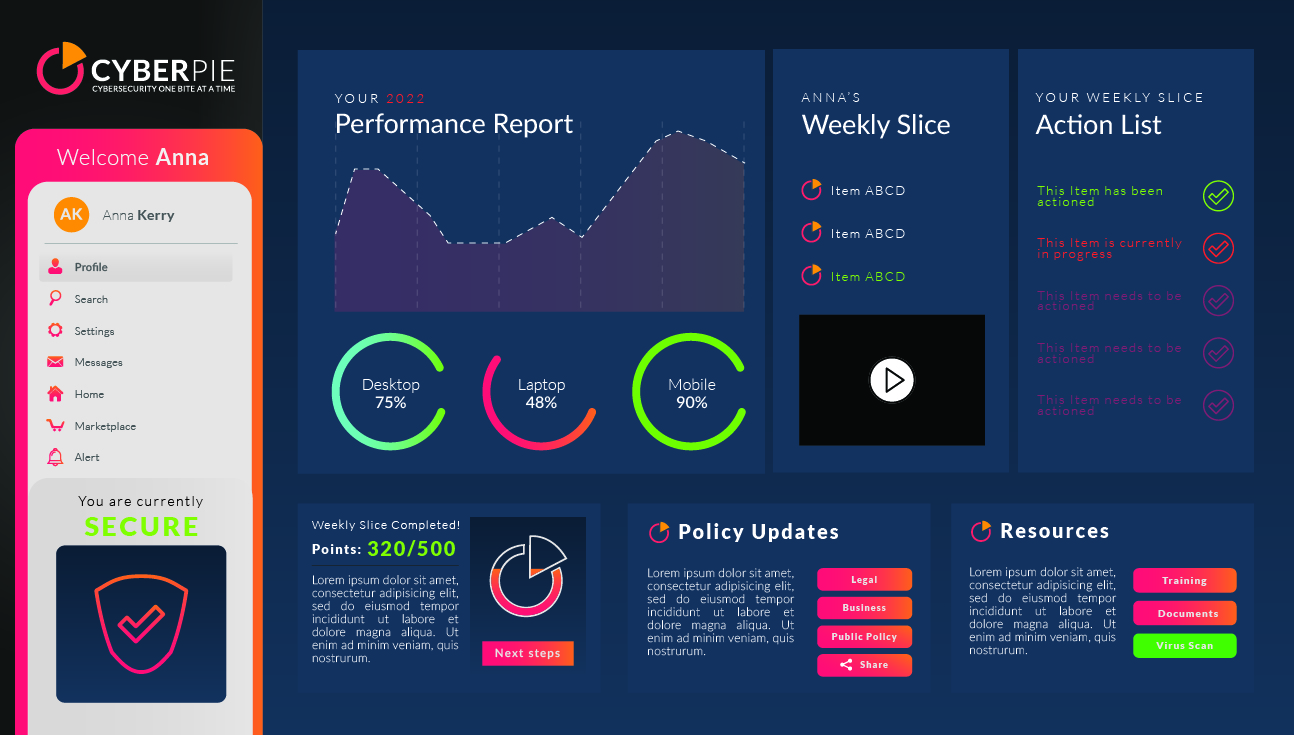 CYBERPIE
CYBERSECURITY ONE BITE AT A TIME
Welcome Anna
AK
Anna Kerry
Profile
Search
Settings
Messages
Home
Marketplace
Alert
You are currently
SECURE
YOUR 2022
Performance Report
Desktop
75%
Laptop
48%
Mobile
90%
ANNA'S
Weekly Slice
Item ABCD
Item ABCD
Item ABCD
YOUR WEEKLY SLICE
Action List
This Item has been
actioned
This Item is currently
in progress
This Item needs to be
actioned
This Item needs to be
actioned
This Item needs to be
actioned
Weekly Slice Completed!
Points: 320/500
Lorem ipsum dolor sit amet,
consectetur adipisicing elit,
sed do eiusmod tempor
incididunt ut labore et
dolore magna aliqua. Ut
enim ad minim veniam, quis
nostrurum.
Next steps
Policy Updates
Lorem ipsum dolor sit amet,
consectetur adipisicing elit,
sed do eiusmod tempor
incididunt ut labore et
dolore magna aliqua. Ut
enim ad minim veniam, quis
nostrurum.
Legal
Business
Public Policy
Share
Resources
Lorem ipsum dolor sit amet,
consectetur adipisicing elit,
sed do eiusmod tempor
incididunt ut labore et
dolore magna aliqua. Ut
enim ad minim veniam, quis
nostrurum.
Training
Documents
Virus Scan